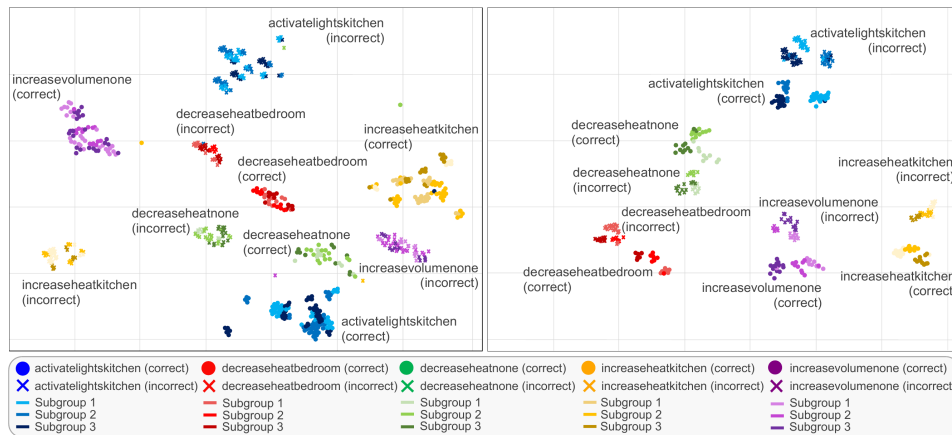 activatelightskitchen
(incorrect)
increasevolumenone
(correct)
decreaseheatbedroom
(incorrect)
increaseheatkitchen
(correct)
decreaseheatbedroom
(correct)
decreaseheatnone
(incorrect)
decreaseheatnone
(correct)
increasevolumenone
(incorrect)
increaseheatkitchen
(incorrect)
activatelightskitchen
(correct)
activatelightskitchen
(incorrect)
activatelightskitchen
(correct)
decreaseheatnone
(correct)
increaseheatkitchen
(incorrect)
decreaseheatnone
(incorrect)
increasevolumenone
(incorrect)
decreaseheatbedroom
(incorrect)
decreaseheatbedroom
(correct)
increaseheatkitchen
(correct)
increasevolumenone
(correct)
activatelightskitchen (correct) decreaseheatbedroom (correct) decreaseheatnone (correct) increaseheatkitchen (correct) increasevolumenone (correct)
activatelightskitchen (incorrect) decreaseheatbedroom (incorrect) decreaseheatnone (incorrect) increaseheatkitchen (incorrect) increasevolumenone (incorrect)
Subgroup 1 Subgroup 1 Subgroup 1 Subgroup 1 Subgroup 1
Subgroup 2 Subgroup 2 Subgroup 2 Subgroup 2 Subgroup 2
Subgroup 3 Subgroup 3 Subgroup 3 Subgroup 3 Subgroup 3